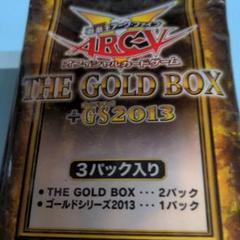 ARC-V
THE GOLD BOX
+GS2013
3パック入り
● THE GOLD BOX ･･･ 2パック
● ゴールドシリーズ2013 ･･･ 1パック